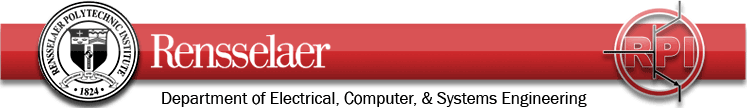 RENSSELAER POLYTECHNIC INSTITUTE
• 1824 •
Rensselaer
RPI
Department of Electrical, Computer, & Systems Engineering